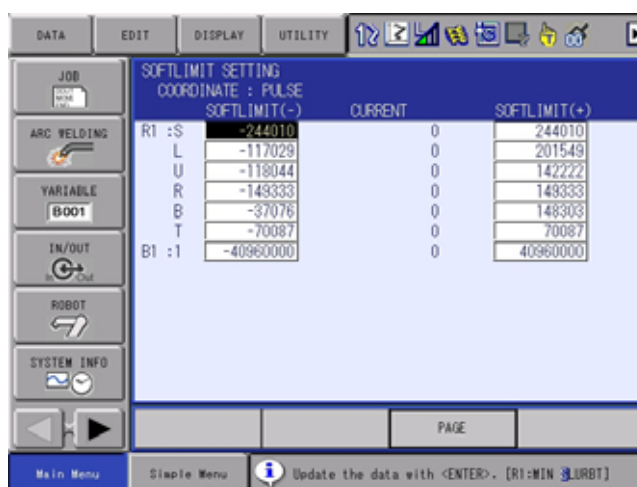 DATA EDIT DISPLAY UTILITY
JOB
ARC WELDING
VARIABLE
B001
IN/OUT
In Out
ROBOT
SYSTEM INFO
SOFTLIMIT SETTING
COORDINATE : PULSE
SOFTLIMIT(-) CURRENT SOFTLIMIT(+)
R1 :S -244010 0 244010
L -117029 0 201549
U -118044 0 142222
R -149333 0 149333
B -37076 0 148303
T -70087 0 70087
B1 :1 -40960000 0 40960000
PAGE
Main Menu Simple Menu Update the data with <ENTER>. [R1:MIN SLURBT]